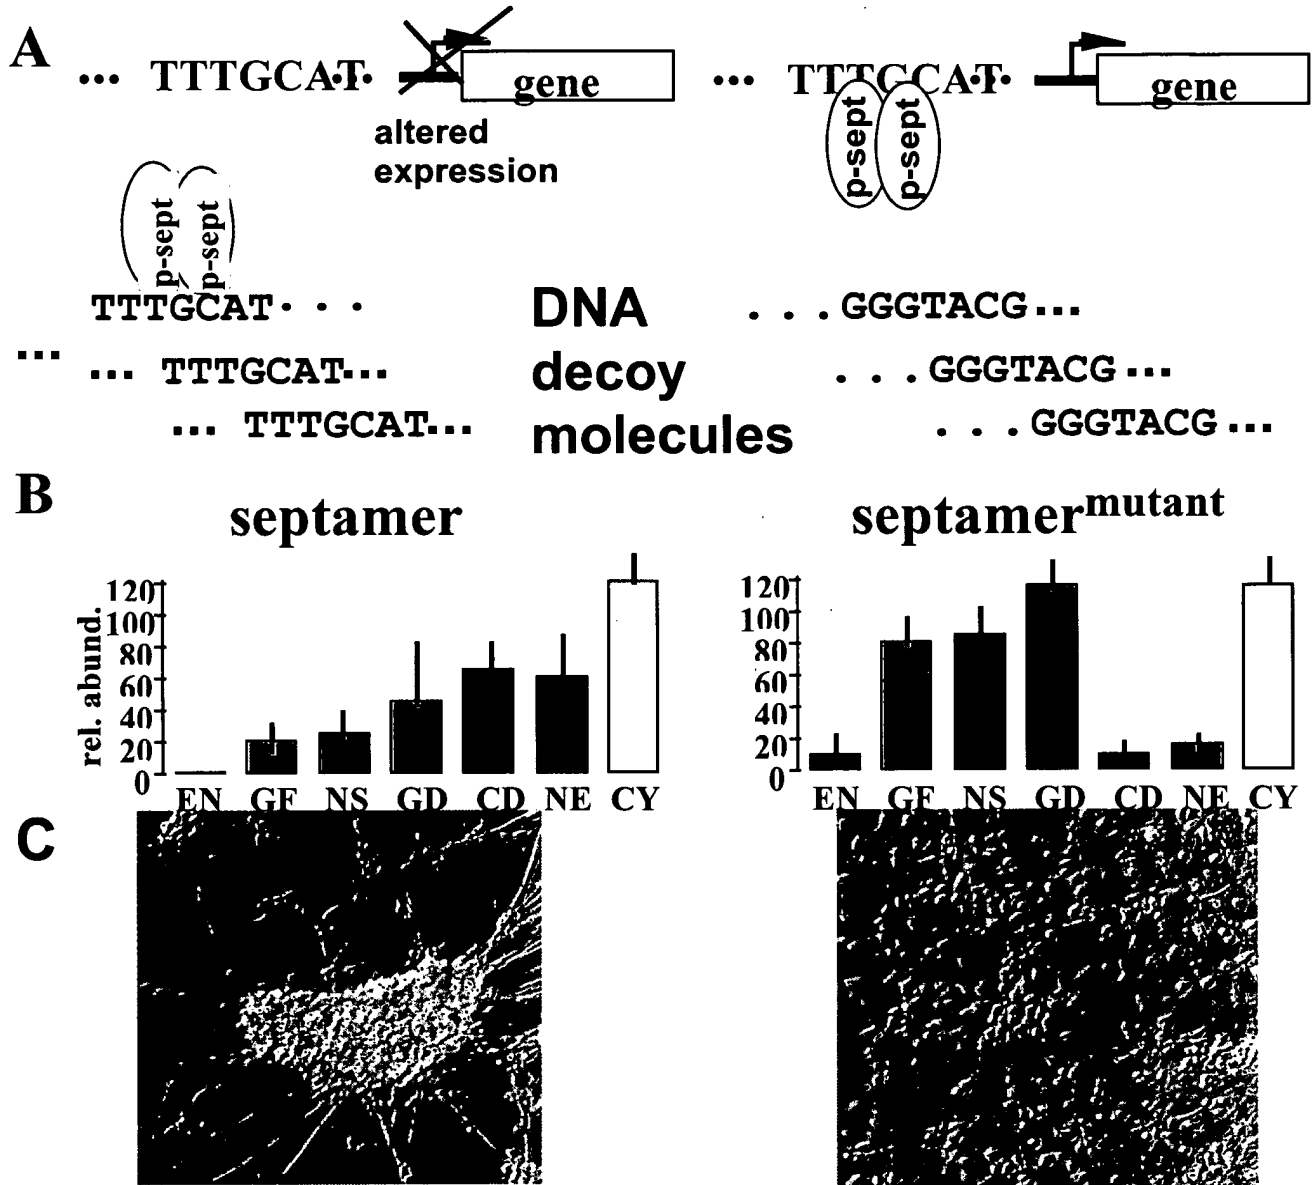 A
... TTTGCAT.. gene
altered
expression
... TTTGCAT.. gene
p-sept p-sept
p-sept p-sept
TTTGCAT. . .
... ... TTTGCAT...
... TTTGCAT...
DNA
decoy
molecules
. . . GGGTACG...
. . . GGGTACG...
. . . GGGTACG...
B
septamer
septamer^mutant
rel. abund.
120
100
80
60
40
20
0
EN GF NS GD CD NE CY
120
100
80
60
40
20
0
EN GF NS GD CD NE CY
C